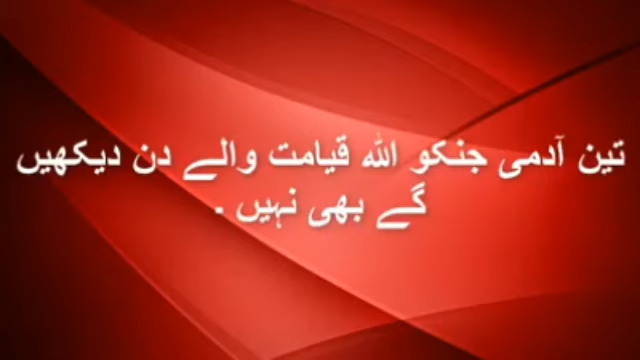 تین آدمی جنکو اللہ قیامت والے دن دیکھیں
گے بھی نہیں ۔